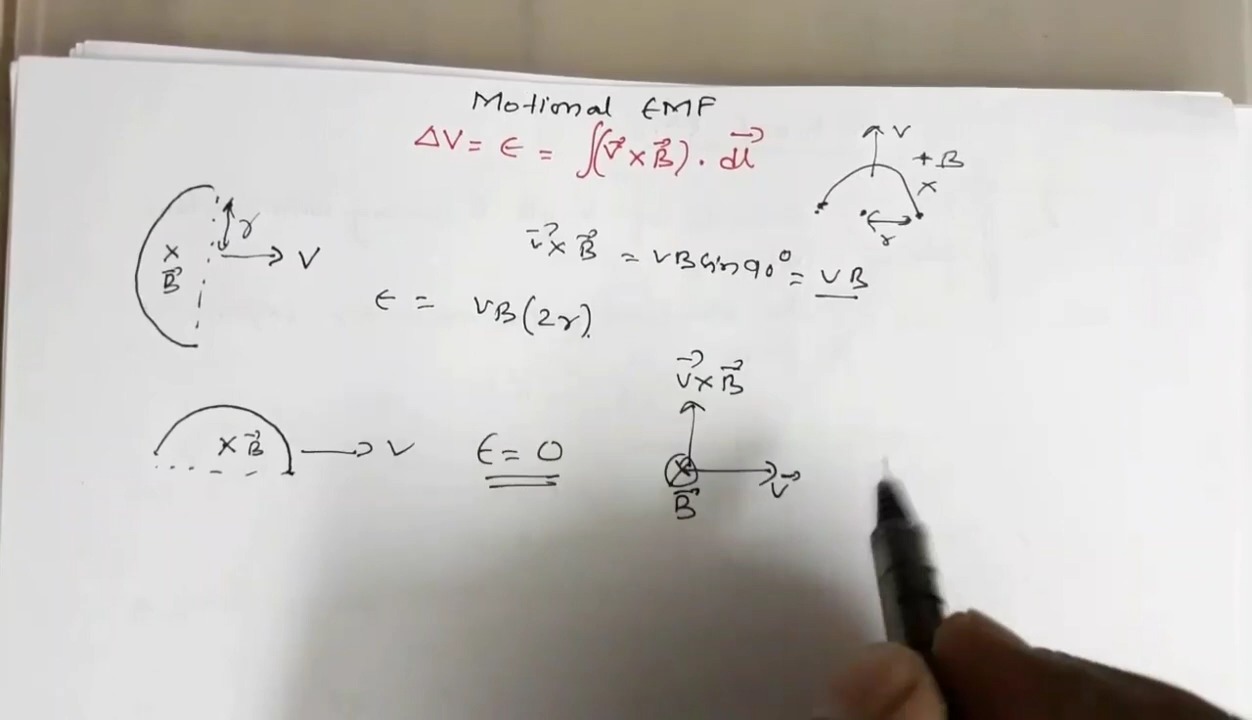 Motional EMF
ΔV = ε = ∫(v⃗ × B⃗) . dl⃗
V
+ B
×
r
r
V
×
B⃗
v⃗ × B⃗ = VB sin 90° = VB
ε = VB(2r)
v⃗ × B⃗
× B⃗
V
ε = 0
v⃗
B⃗